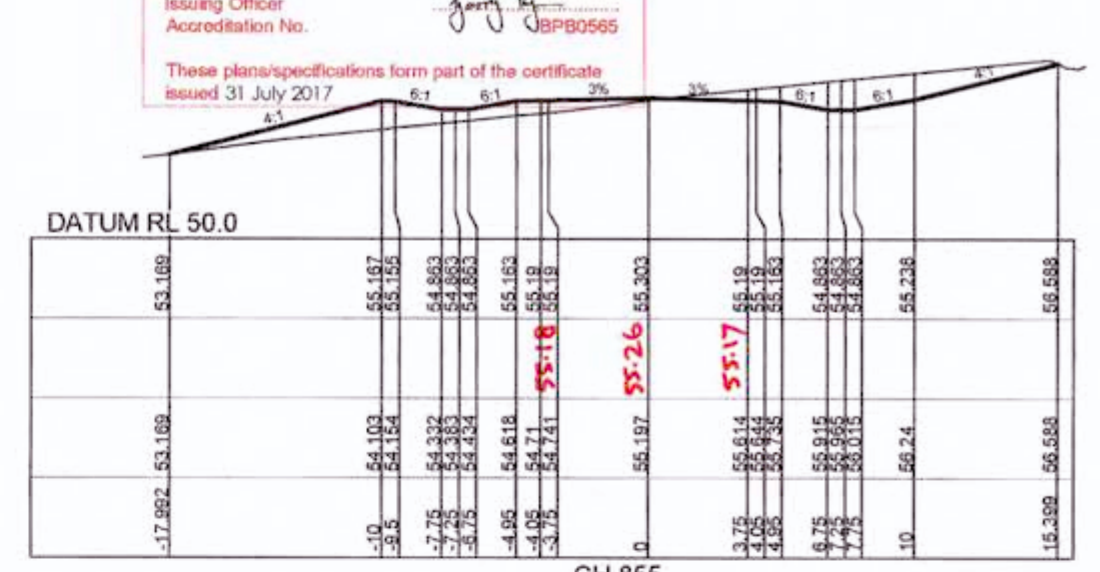 Issuing Officer
Accreditation No. BPB0565
These plans/specifications form part of the certificate
issued 31 July 2017
4:1 6:1 6:1 3% 3% 6:1 6:1 4:1
DATUM RL 50.0
53.169 55.167 55.156 54.863 54.863 54.863 55.163 55.19 55.19 55.303 55.19 55.19 55.163 54.863 54.863 54.863 55.238 56.588
55.18 55.26 55.17
53.169 54.103 54.154 54.332 54.383 54.434 54.618 54.71 54.741 55.197 55.614 55.644 55.735 55.915 55.965 56.015 56.24 56.588
-17.992 -10 -9.5 -7.75 -7.25 -6.75 -4.95 -4.05 -3.75 0 3.75 4.05 4.95 6.75 7.25 7.75 10 15.399
CH 855